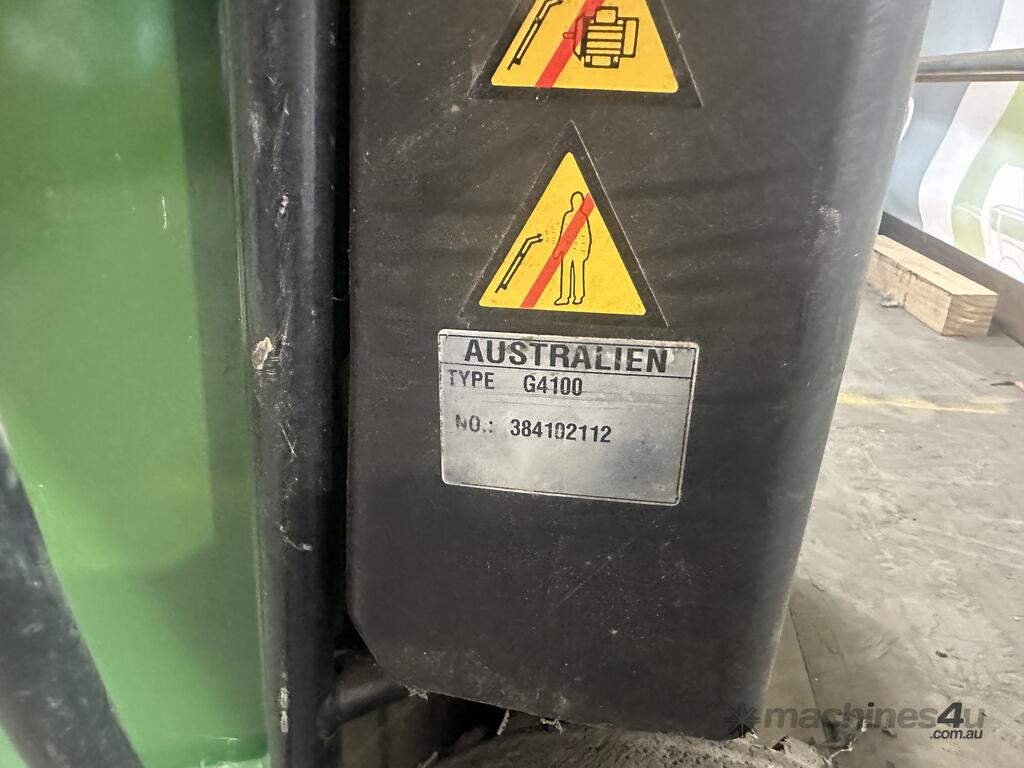 AUSTRALIEN
TYPE G4100
NO.: 384102112
machines4u
.com.au